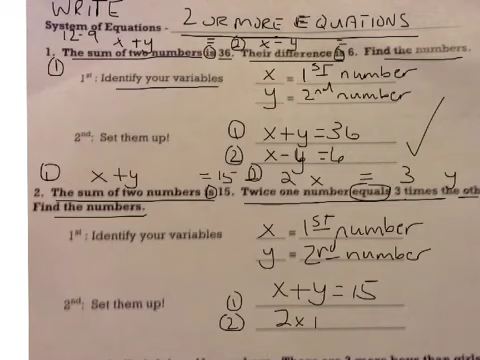 WRITE
System of Equations - 2 OR MORE EQUATIONS
12-9
x+y = ② x-y =
1. The sum of two numbers is 36. Their difference is 6. Find the numbers.
①
1st: Identify your variables x = 1st number
y = 2nd number
2nd: Set them up! ① x+y=36
② x-y=6
① x+y = 15 ② 2 x = 3 y
2. The sum of two numbers is 15. Twice one number equals 3 times the oth
Find the numbers.
1st: Identify your variables x = 1st number
y = 2nd number
2nd: Set them up! ① x+y=15
② 2x